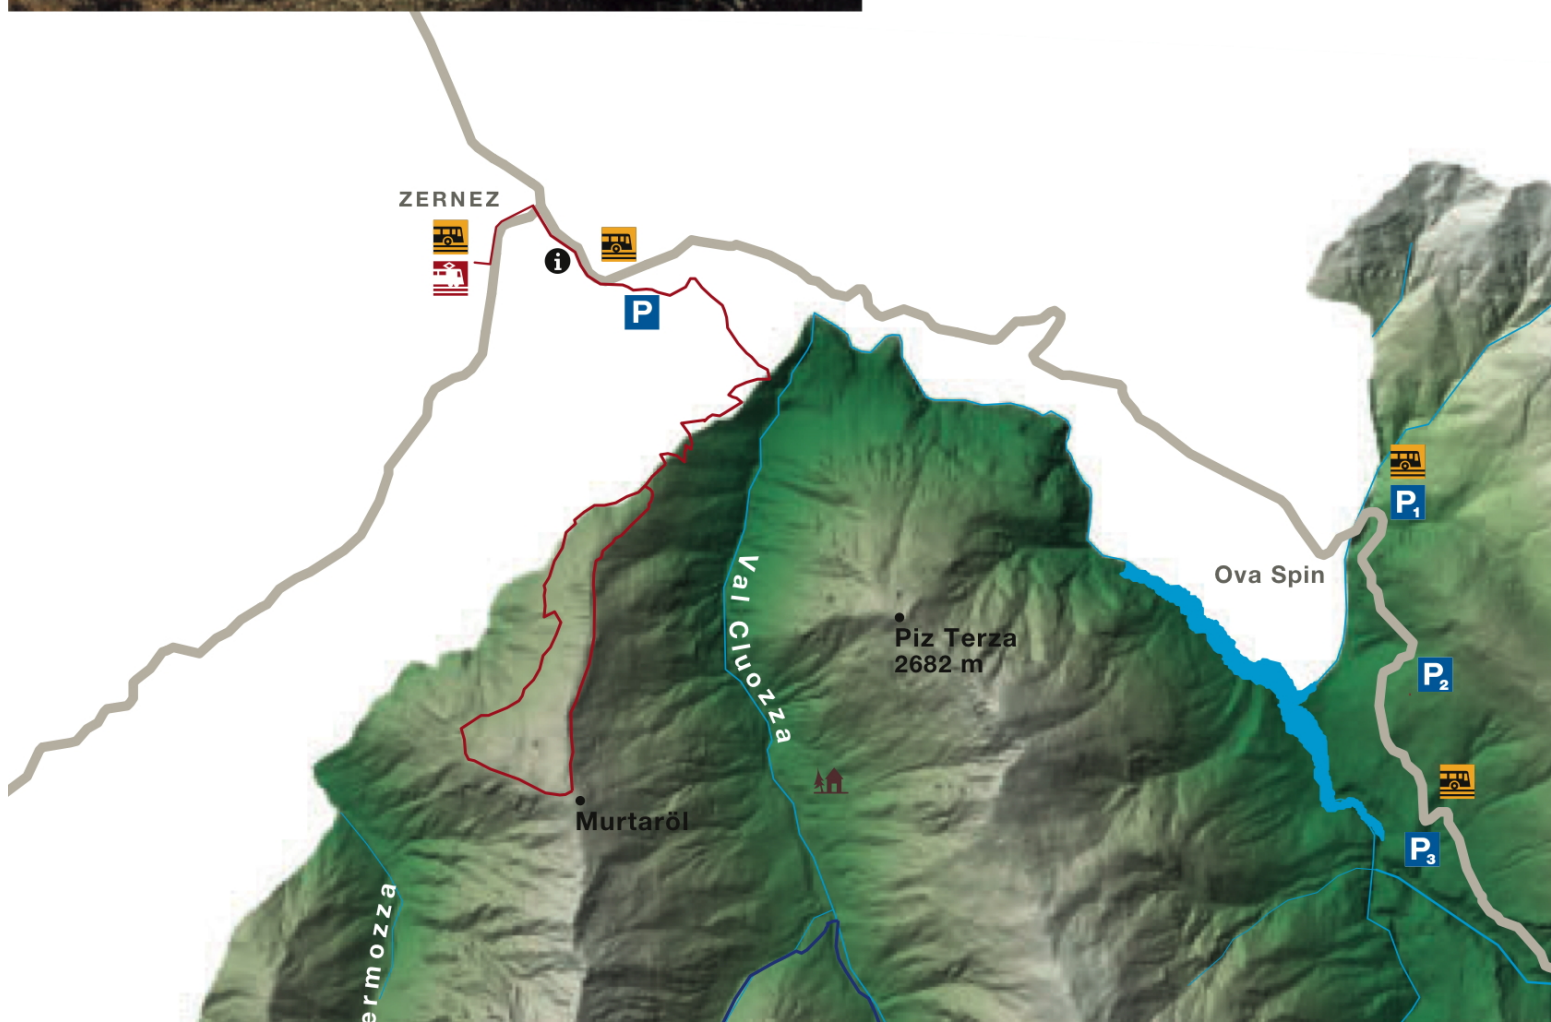 ZERNEZ
i
P
P1
Ova Spin
Val Cluozza
Piz Terza
2682 m
P2
Murtaröl
P3
ermozza